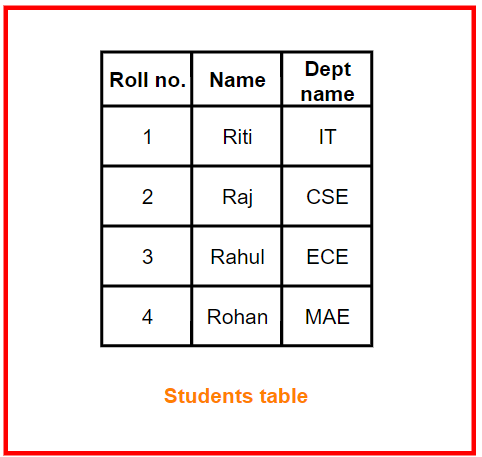 Roll no. Name Dept name
1 Riti IT
2 Raj CSE
3 Rahul ECE
4 Rohan MAE
Students table